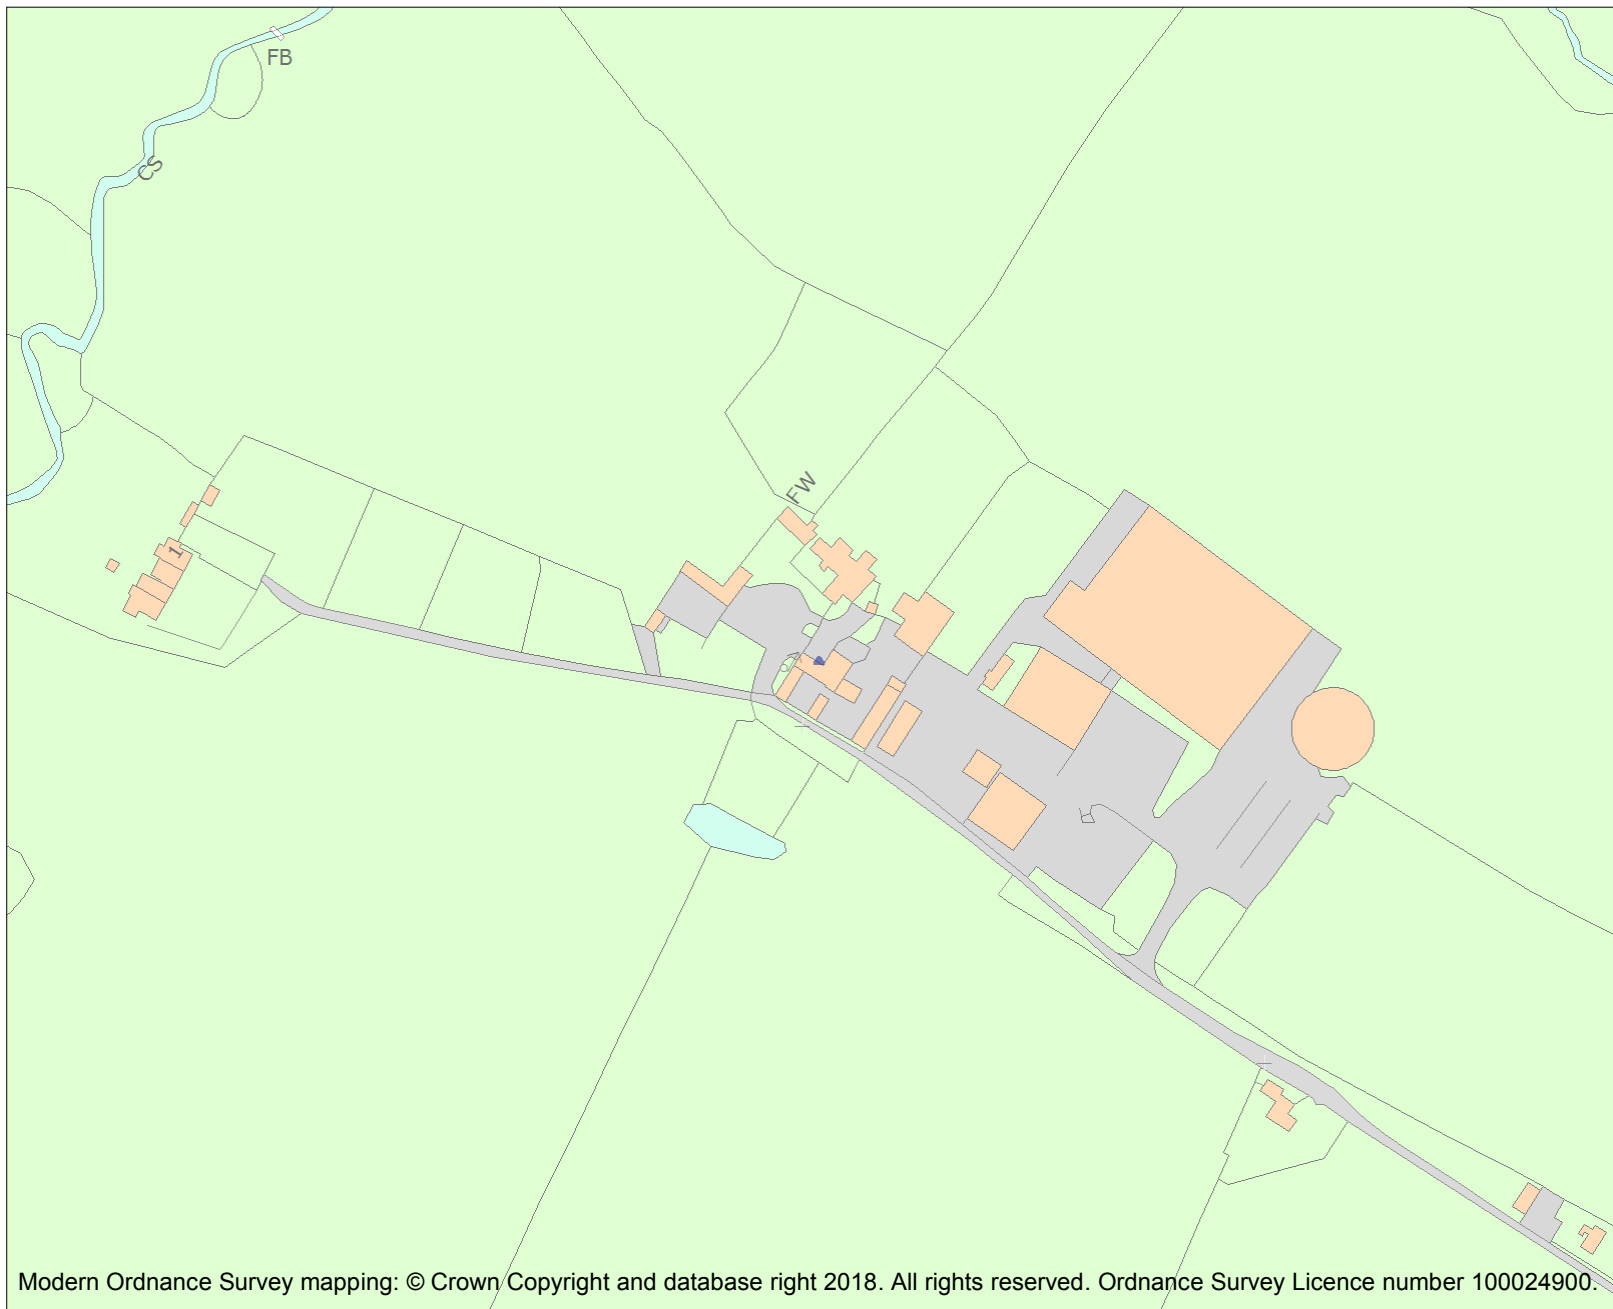 FB
CS
FW
1
Modern Ordnance Survey mapping: © Crown Copyright and database right 2018. All rights reserved. Ordnance Survey Licence number 100024900.